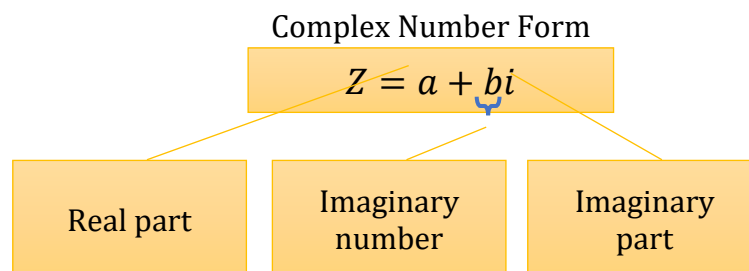 Complex Number Form
Z = a + bi
Real part
Imaginary
number
Imaginary
part